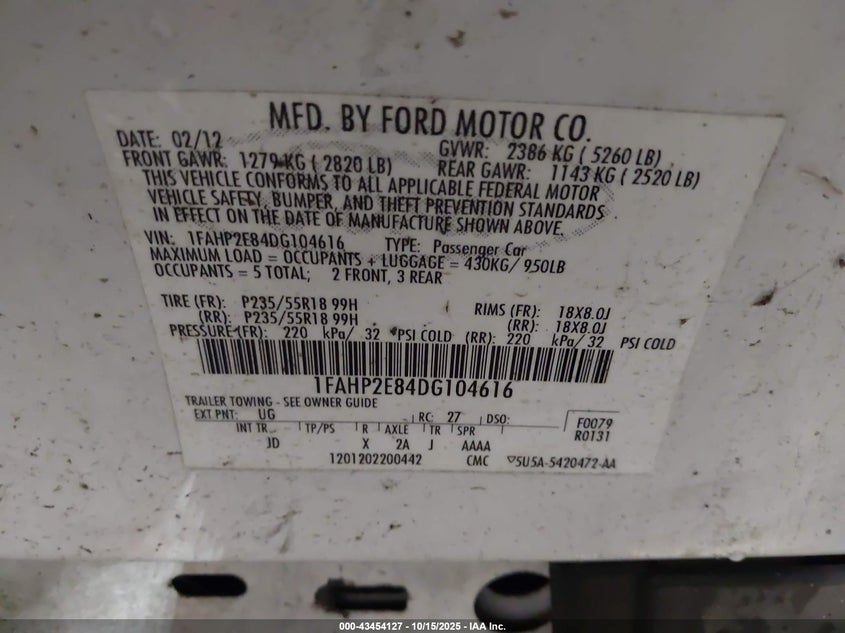 MFD. BY FORD MOTOR CO.
DATE: 02/12 GVWR: 2386 KG ( 5260 LB)
FRONT GAWR: 1279 KG ( 2820 LB) REAR GAWR: 1143 KG ( 2520 LB)
THIS VEHICLE CONFORMS TO ALL APPLICABLE FEDERAL MOTOR
VEHICLE SAFETY, BUMPER, AND THEFT PREVENTION STANDARDS
IN EFFECT ON THE DATE OF MANUFACTURE SHOWN ABOVE.
VIN: 1FAHP2E84DG104616 TYPE: Passenger Car
MAXIMUM LOAD = OCCUPANTS + LUGGAGE = 430KG/ 950LB
OCCUPANTS = 5 TOTAL; 2 FRONT, 3 REAR
TIRE (FR): P235/55R18 99H RIMS (FR): 18X8.0J
(RR): P235/55R18 99H (RR): 18X8.0J
PRESSURE (FR): 220 kPa/ 32 PSI COLD (RR): 220 kPa/ 32 PSI COLD
1FAHP2E84DG104616
TRAILER TOWING - SEE OWNER GUIDE
EXT PNT: UG RC: 27 DSO: F0079
INT TR TP/PS R AXLE TR SPR R0131
JD X 2A J AAAA
1201202200442 CMC 5U5A-5420472-AA
000-43454127 - 10/15/2025 - IAA Inc.